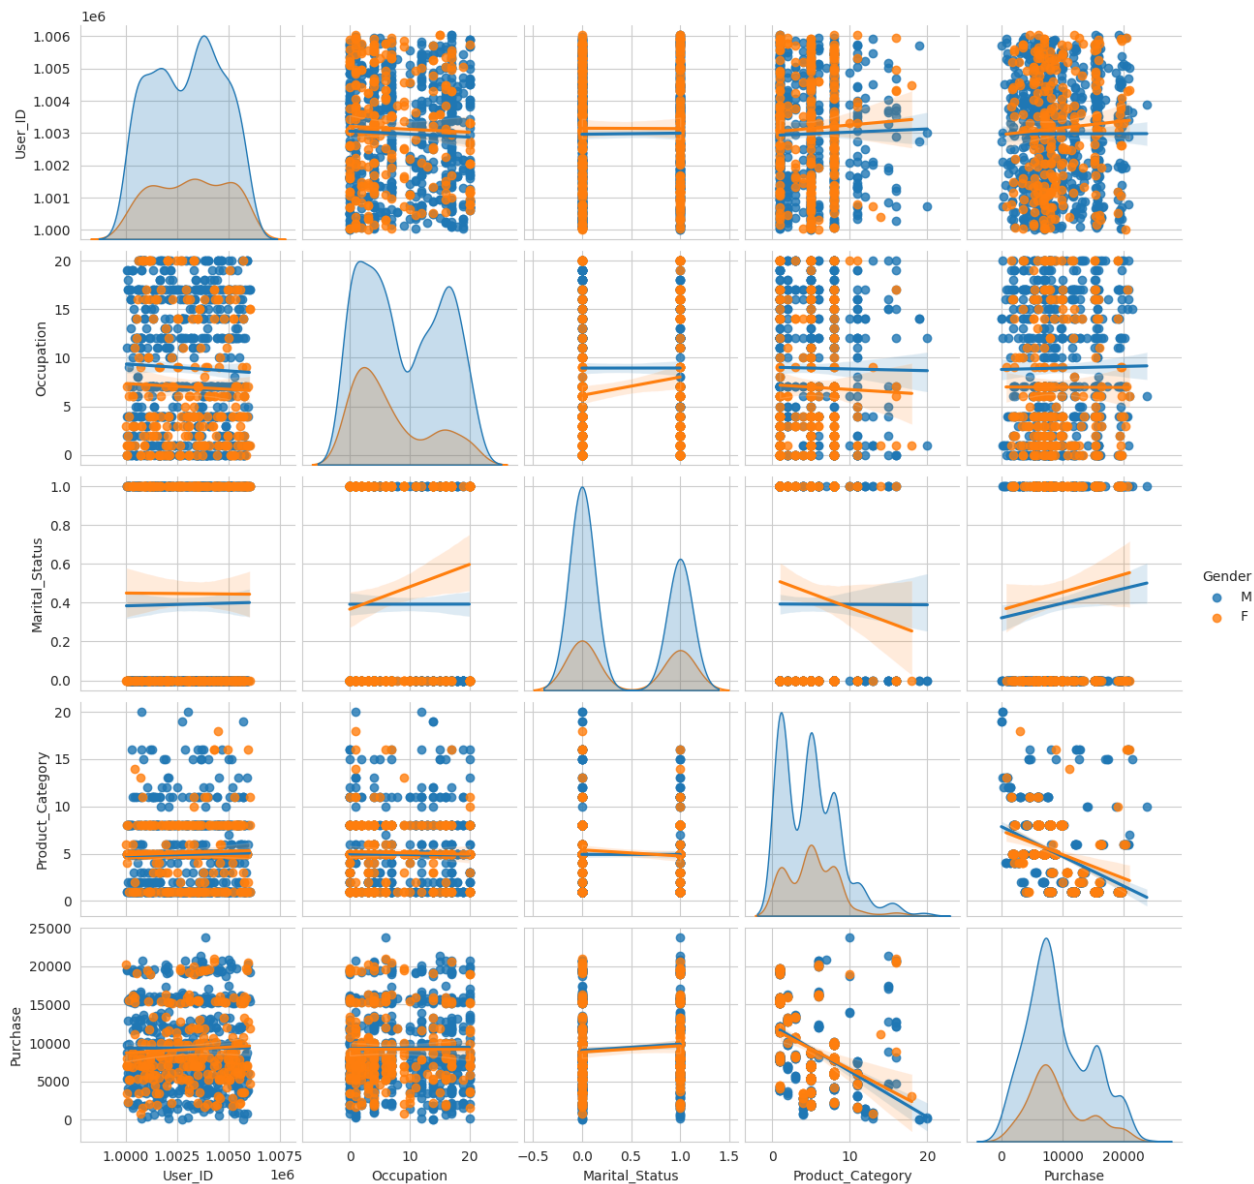 1e6
1.006
1.005
1.004
1.003
1.002
1.001
1.000
User_ID
20
15
10
5
0
Occupation
1.0
0.8
0.6
0.4
0.2
0.0
Marital_Status
Gender
M
F
20
15
10
5
0
Product_Category
25000
20000
15000
10000
5000
0
Purchase
1.0000 1.0025 1.0050 1.0075
1e6
User_ID
0 10 20
Occupation
−0.5 0.0 0.5 1.0 1.5
Marital_Status
0 10 20
Product_Category
0 10000 20000
Purchase